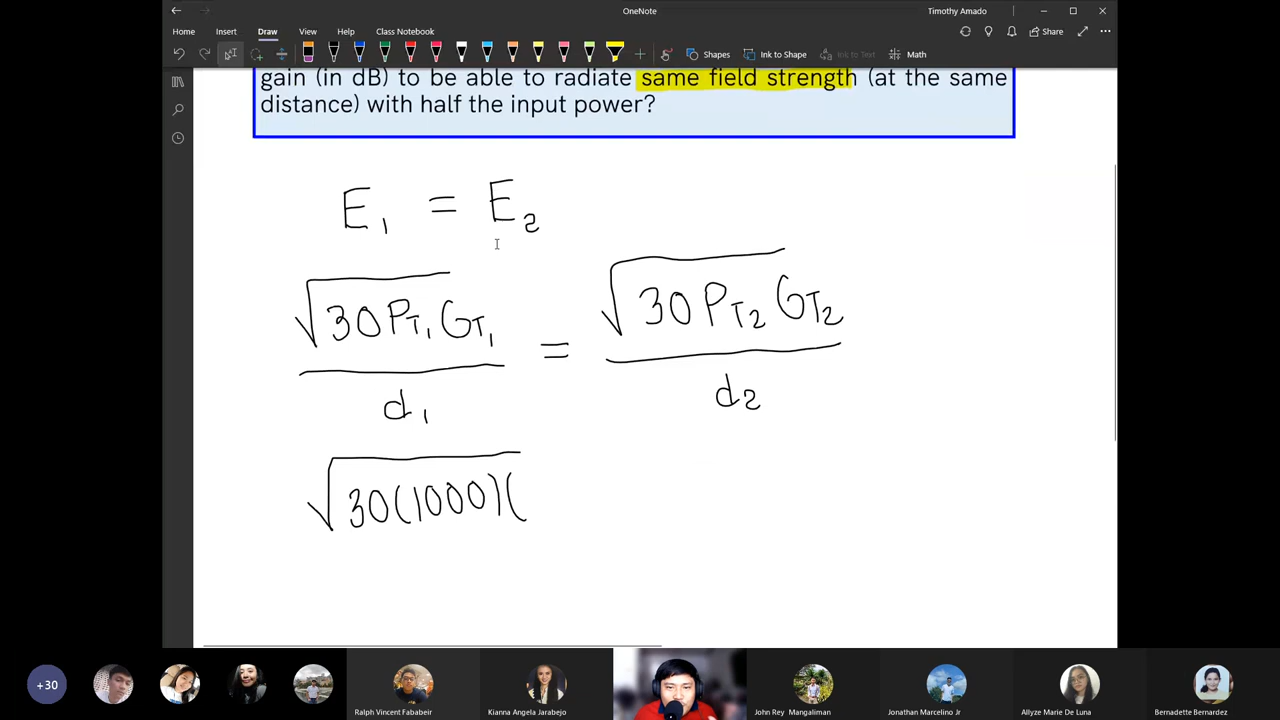 OneNote
Timothy Amado
Home Insert Draw View Help Class Notebook
Share
Shapes Ink to Shape Ink to Text Math
gain (in dB) to be able to radiate same field strength (at the same
distance) with half the input power?
E₁ = E₂
√30PT₁GT₁ / d₁ = √30PT₂GT₂ / d₂
√30(1000)(
+30
Ralph Vincent Fababeir
Kianna Angela Jarabejo
John Rey Mangaliman
Jonathan Marcelino Jr
Allyze Marie De Luna
Bernadette Bernardez